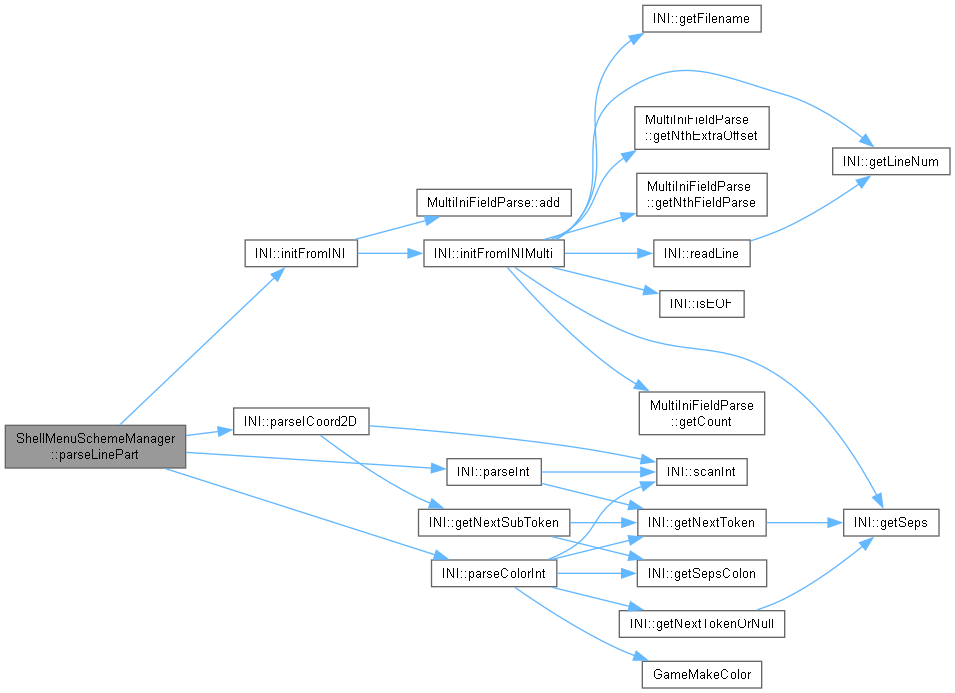 INI::getFilename
MultiIniFieldParse
::getNthExtraOffset
INI::getLineNum
MultiIniFieldParse
::getNthFieldParse
MultiIniFieldParse::add
INI::initFromINI
INI::initFromINIMulti
INI::readLine
INI::isEOF
MultiIniFieldParse
::getCount
INI::parseICoord2D
ShellMenuSchemeManager
::parseLinePart
INI::parseInt
INI::scanInt
INI::getNextSubToken
INI::getNextToken
INI::getSeps
INI::parseColorInt
INI::getSepsColon
INI::getNextTokenOrNull
GameMakeColor